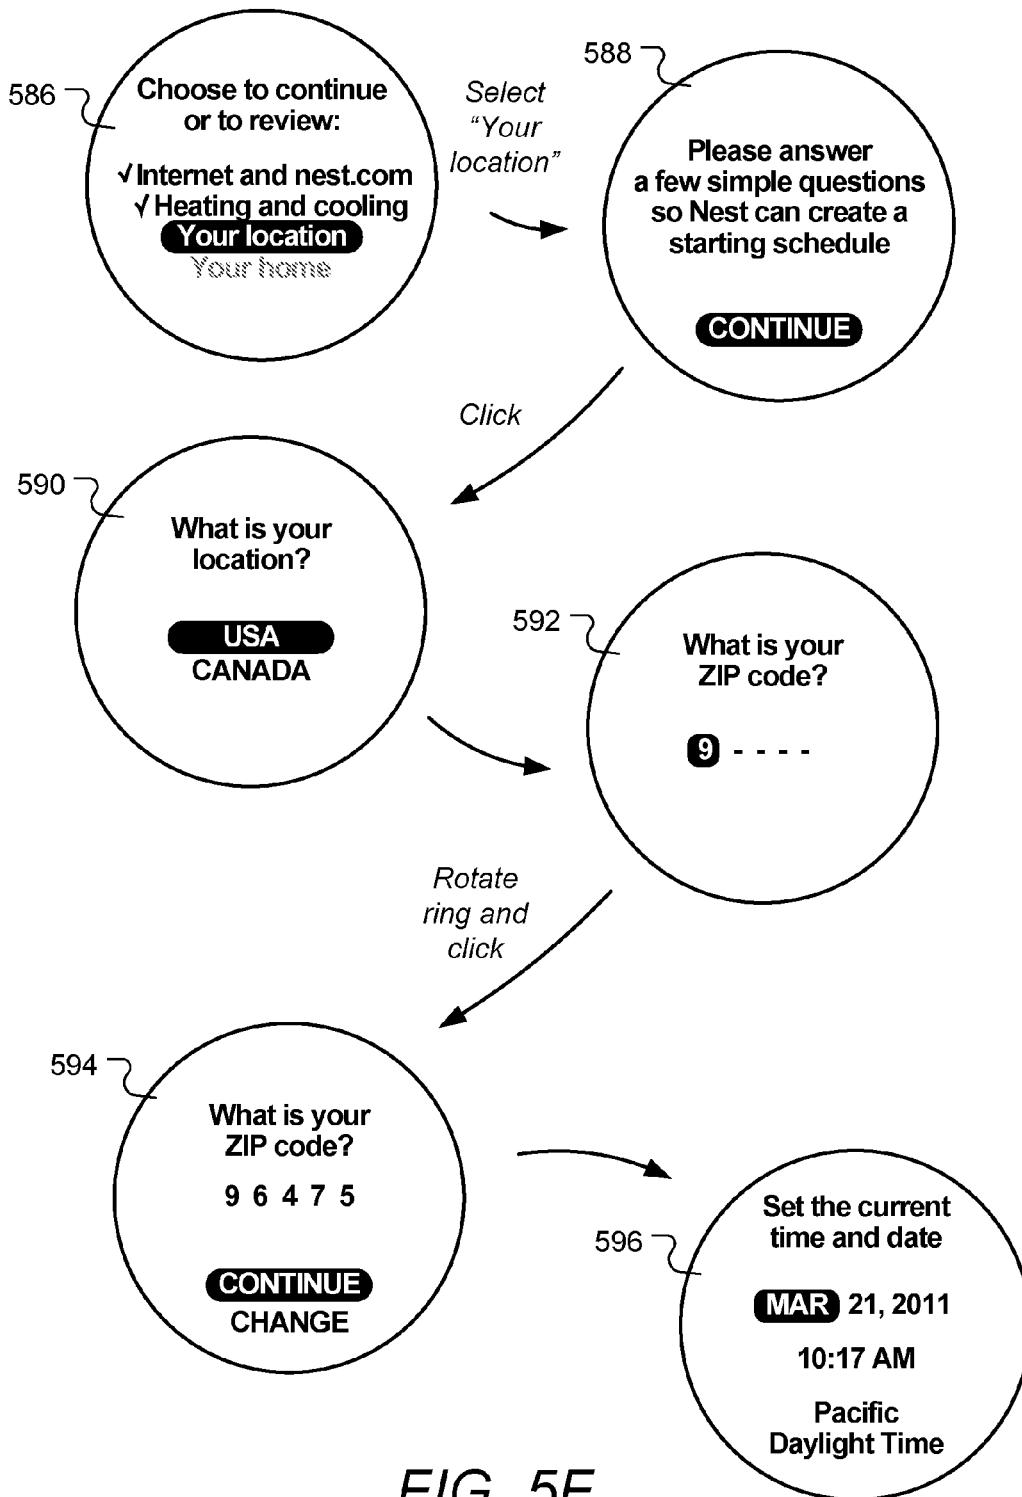 586
Choose to continue
or to review:
✓Internet and nest.com
✓Heating and cooling
Your location
Your home
Select
“Your
location”
588
Please answer
a few simple questions
so Nest can create a
starting schedule
CONTINUE
Click
590
What is your
location?
USA
CANADA
592
What is your
ZIP code?
9 - - - -
Rotate
ring and
click
594
What is your
ZIP code?
9 6 4 7 5
CONTINUE
CHANGE
596
Set the current
time and date
MAR 21, 2011
10:17 AM
Pacific
Daylight Time
FIG. 5F